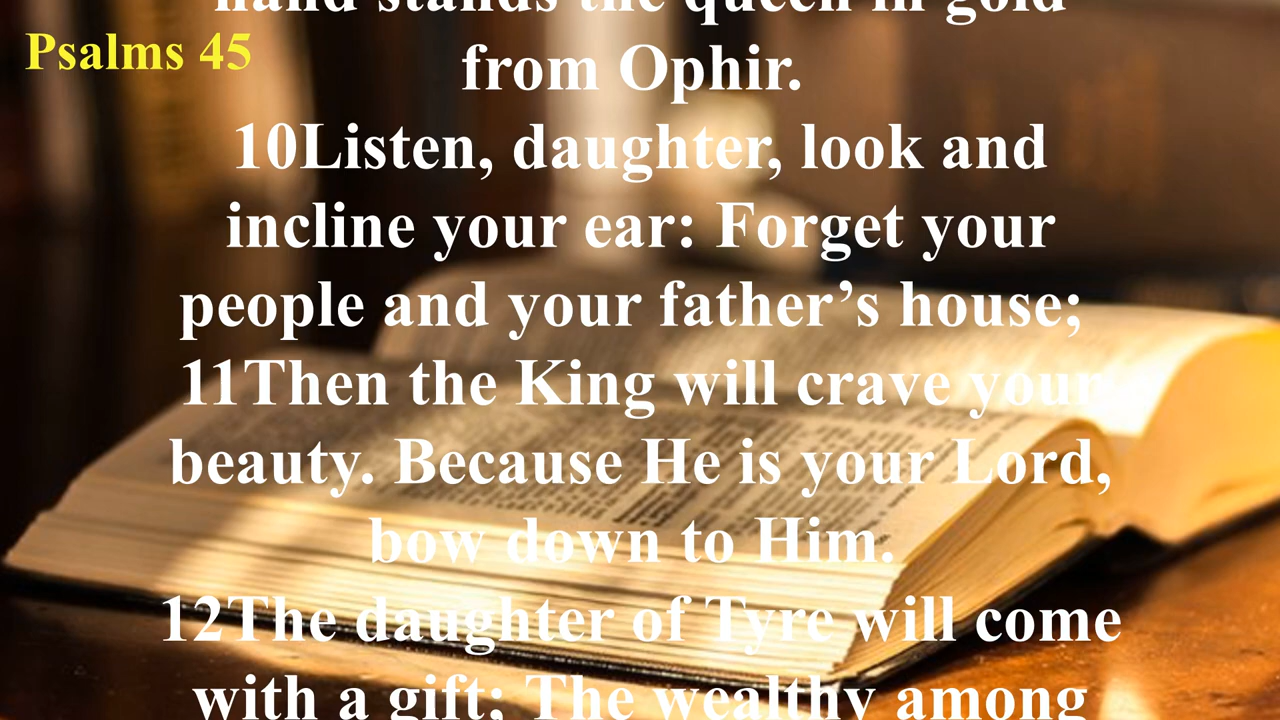 hand stands the queen in gold
Psalms 45
from Ophir.
10Listen, daughter, look and
incline your ear: Forget your
people and your father’s house;
11Then the King will crave your
beauty. Because He is your Lord,
bow down to Him.
12The daughter of Tyre will come
with a gift; The wealthy among